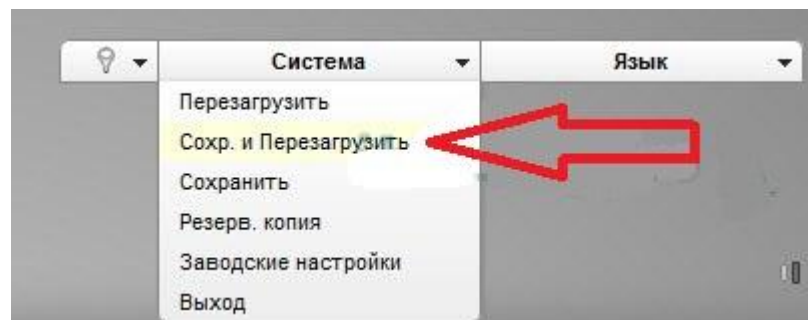 Система
Язык
Перезагрузить
Сохр. и Перезагрузить
Сохранить
Резерв. копия
Заводские настройки
Выход